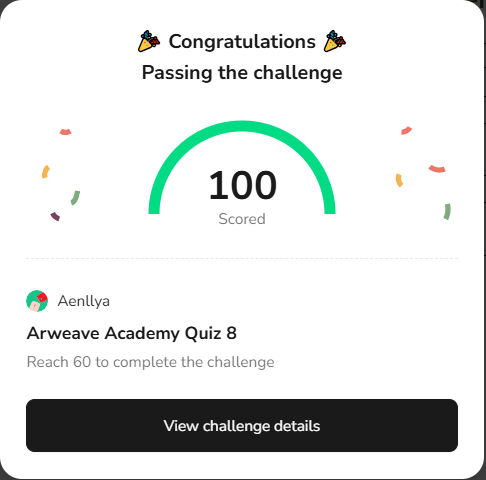 Congratulations
Passing the challenge
100
Scored
Aenllya
Arweave Academy Quiz 8
Reach 60 to complete the challenge
View challenge details